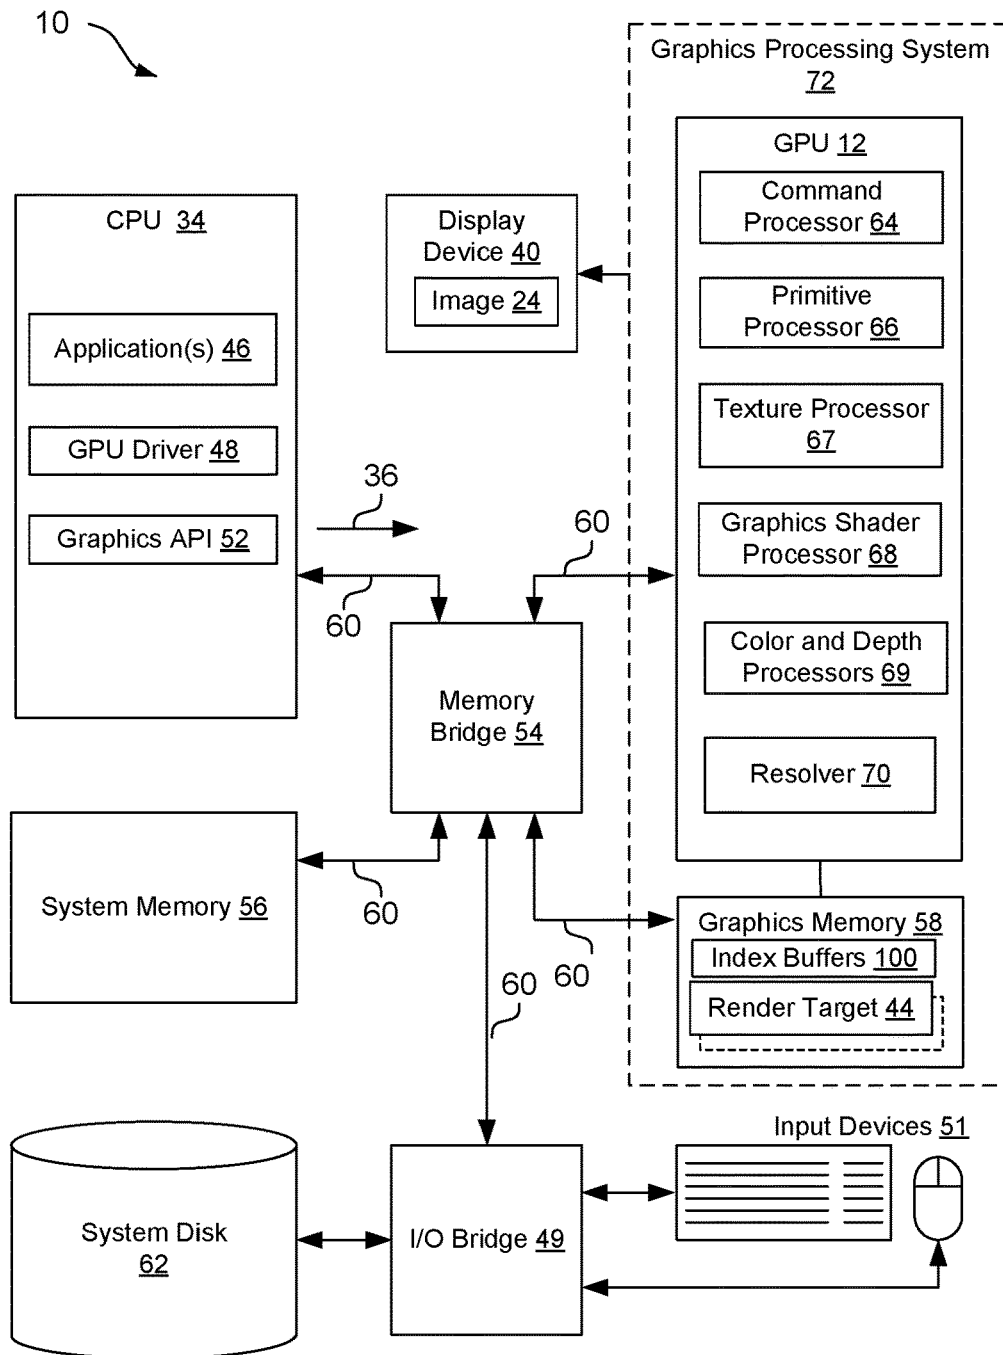 10
Graphics Processing System
72
GPU 12
Command
Processor 64
Primitive
Processor 66
Texture Processor
67
Graphics Shader
Processor 68
Color and Depth
Processors 69
Resolver 70
CPU 34
Application(s) 46
GPU Driver 48
Graphics API 52
Display
Device 40
Image 24
36
60
60
Memory
Bridge 54
System Memory 56
60
60
60
Graphics Memory 58
Index Buffers 100
Render Target 44
Input Devices 51
System Disk
62
I/O Bridge 49